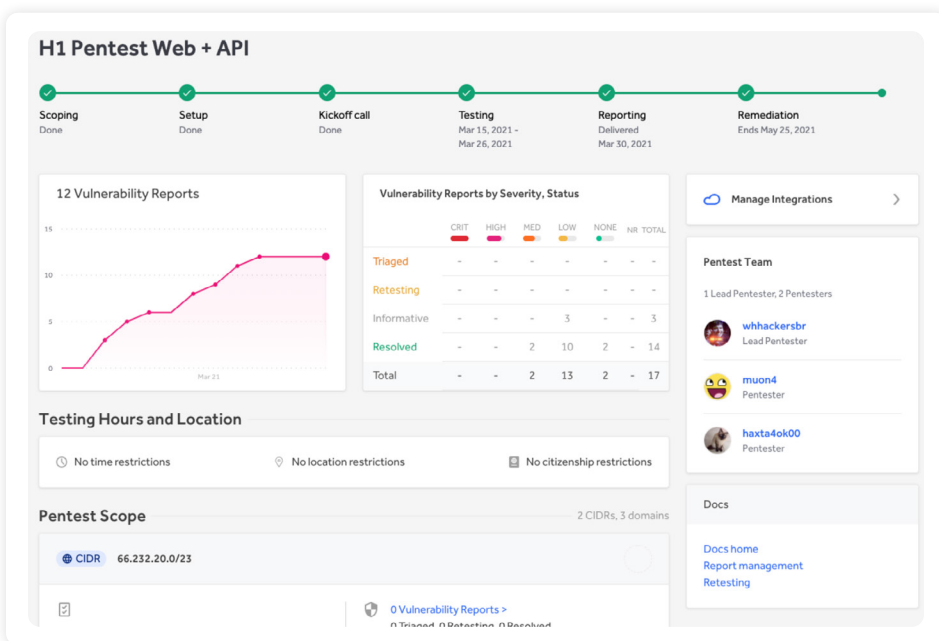 H1 Pentest Web + API
Scoping
Done
Setup
Done
Kickoff call
Done
Testing
Mar 15, 2021 -
Mar 26, 2021
Reporting
Delivered
Mar 30, 2021
Remediation
Ends May 25, 2021
12 Vulnerability Reports
15
10
5
0
Mar 21
Vulnerability Reports by Severity, Status
CRIT HIGH MED LOW NONE NR TOTAL
Triaged - - - - - - -
Retesting - - - - - - -
Informative - - - 3 - - 3
Resolved - - 2 10 2 - 14
Total - - 2 13 2 - 17
Manage Integrations
Pentest Team
1 Lead Pentester, 2 Pentesters
whhackersbr
Lead Pentester
muon4
Pentester
haxta4ok00
Pentester
Testing Hours and Location
No time restrictions
No location restrictions
No citizenship restrictions
Pentest Scope
2 CIDRs, 3 domains
CIDR 66.232.20.0/23
0 Vulnerability Reports >
0 Triaged, 0 Retesting, 0 Resolved
Docs
Docs home
Report management
Retesting